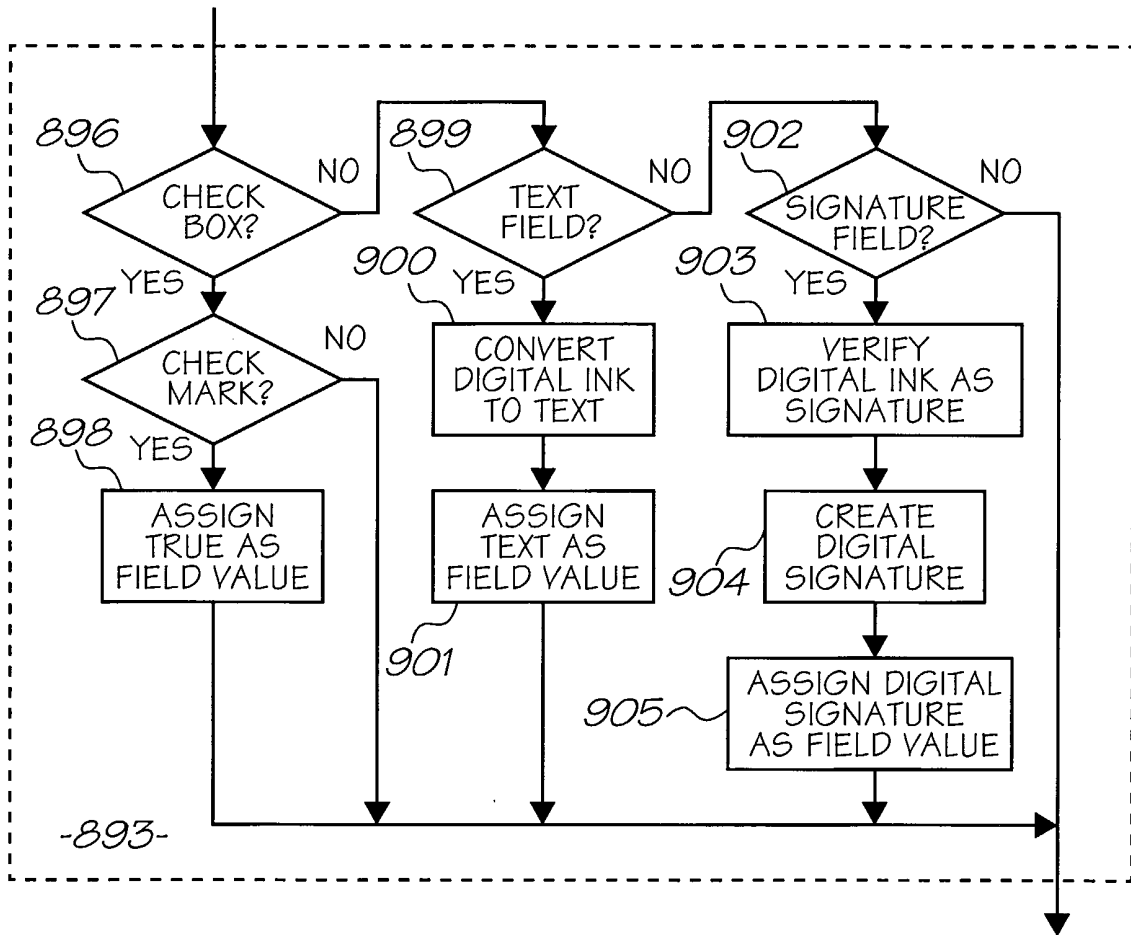 896
CHECK
BOX?
NO
YES
897
CHECK
MARK?
NO
YES
898
ASSIGN
TRUE AS
FIELD VALUE
899
TEXT
FIELD?
NO
YES
900
CONVERT
DIGITAL INK
TO TEXT
ASSIGN
TEXT AS
FIELD VALUE
901
902
SIGNATURE
FIELD?
NO
YES
903
VERIFY
DIGITAL INK AS
SIGNATURE
CREATE
DIGITAL
SIGNATURE
904
ASSIGN DIGITAL
SIGNATURE
AS FIELD VALUE
905
-893-